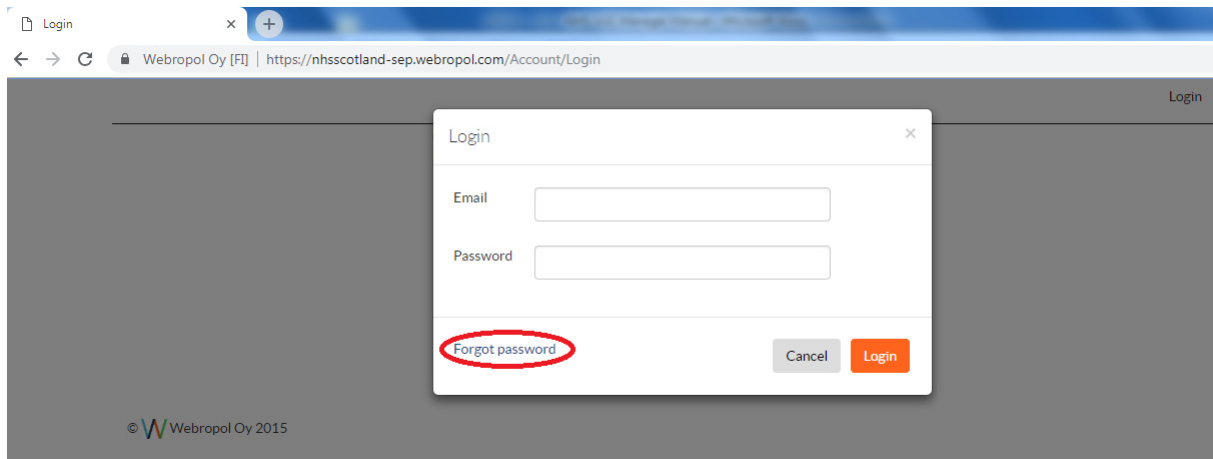 Login
Webropol Oy [FI] | https://nhsscotland-sep.webropol.com/Account/Login
Login
Login
Email
Password
Forgot password
Cancel Login
© Webropol Oy 2015